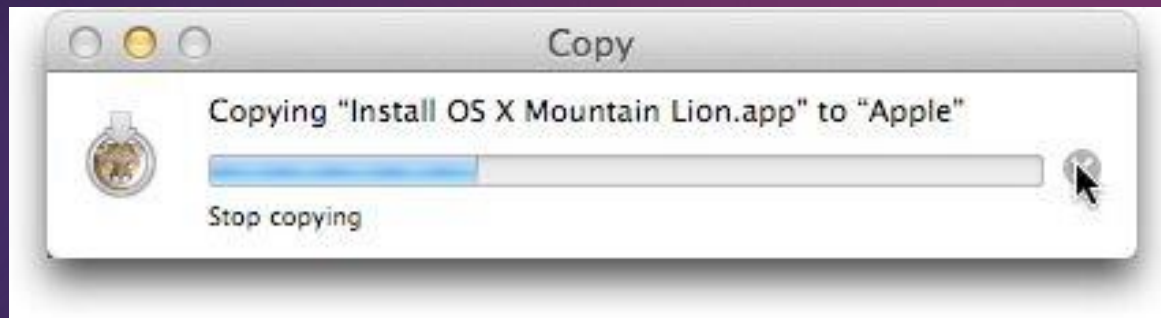 Copy
Copying “Install OS X Mountain Lion.app” to “Apple”
Stop copying